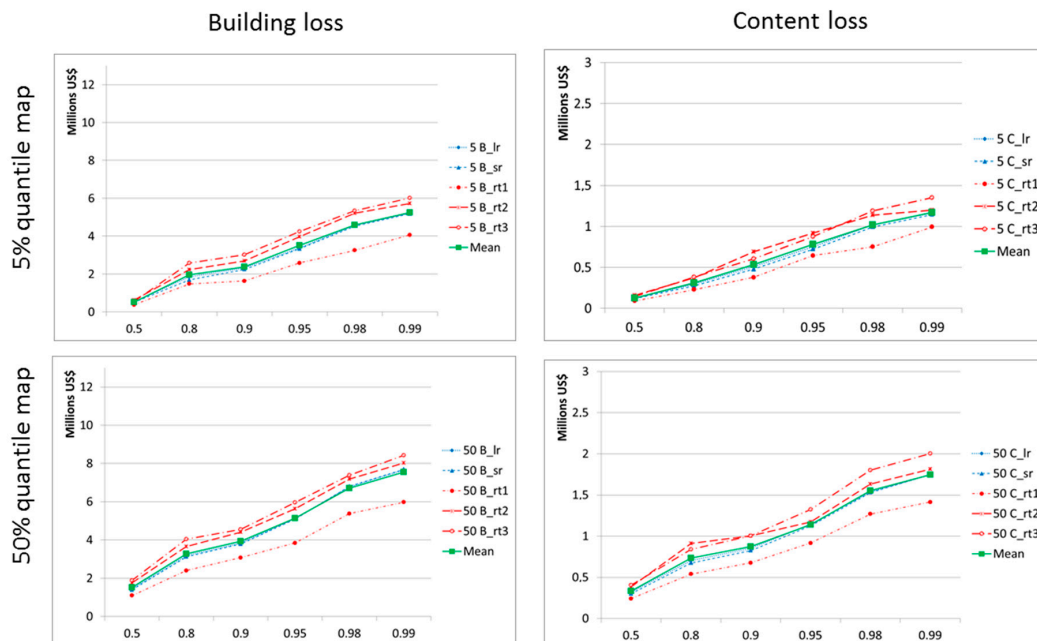 Building loss
Content loss
5% quantile map
Millions US$
12
10
8
6
4
2
0
0.5 0.8 0.9 0.95 0.98 0.99
5 B_lr
5 B_sr
5 B_rt1
5 B_rt2
5 B_rt3
Mean
Millions US$
3
2.5
2
1.5
1
0.5
0
0.5 0.8 0.9 0.95 0.98 0.99
5 C_lr
5 C_sr
5 C_rt1
5 C_rt2
5 C_rt3
Mean
50% quantile map
Millions US$
12
10
8
6
4
2
0
0.5 0.8 0.9 0.95 0.98 0.99
50 B_lr
50 B_sr
50 B_rt1
50 B_rt2
50 B_rt3
Mean
Millions US$
3
2.5
2
1.5
1
0.5
0
0.5 0.8 0.9 0.95 0.98 0.99
50 C_lr
50 C_sr
50 C_rt1
50 C_rt2
50 C_rt3
Mean